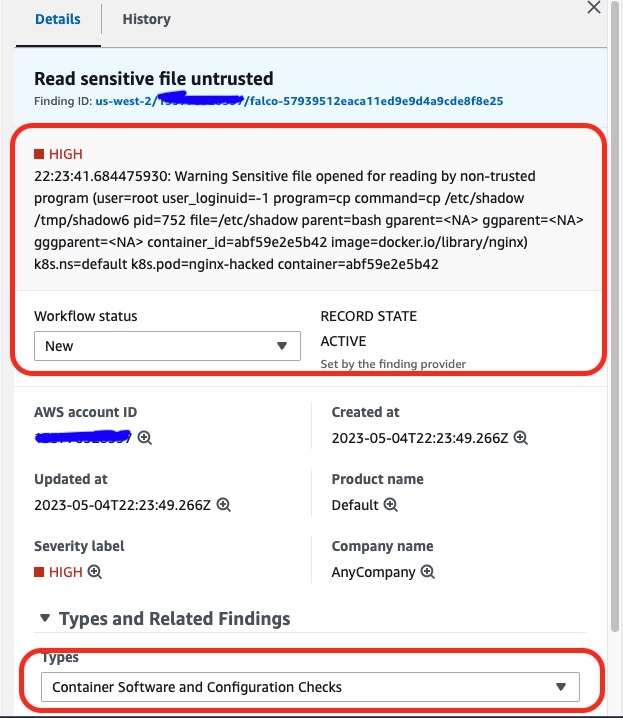 Details
History
Read sensitive file untrusted
Finding ID: us-west-2/ /falco-57939512eaca11ed9e9d4a9cde8f8e25
HIGH
22:23:41.684475930: Warning Sensitive file opened for reading by non-trusted
program (user=root user_loginuid=-1 program=cp command=cp /etc/shadow
/tmp/shadow6 pid=752 file=/etc/shadow parent=bash gparent=<NA> ggparent=<NA>
gggparent=<NA> container_id=abf59e2e5b42 image=docker.io/library/nginx)
k8s.ns=default k8s.pod=nginx-hacked container=abf59e2e5b42
Workflow status
New
RECORD STATE
ACTIVE
Set by the finding provider
AWS account ID
Created at
2023-05-04T22:23:49.266Z
Updated at
2023-05-04T22:23:49.266Z
Product name
Default
Severity label
HIGH
Company name
AnyCompany
Types and Related Findings
Types
Container Software and Configuration Checks